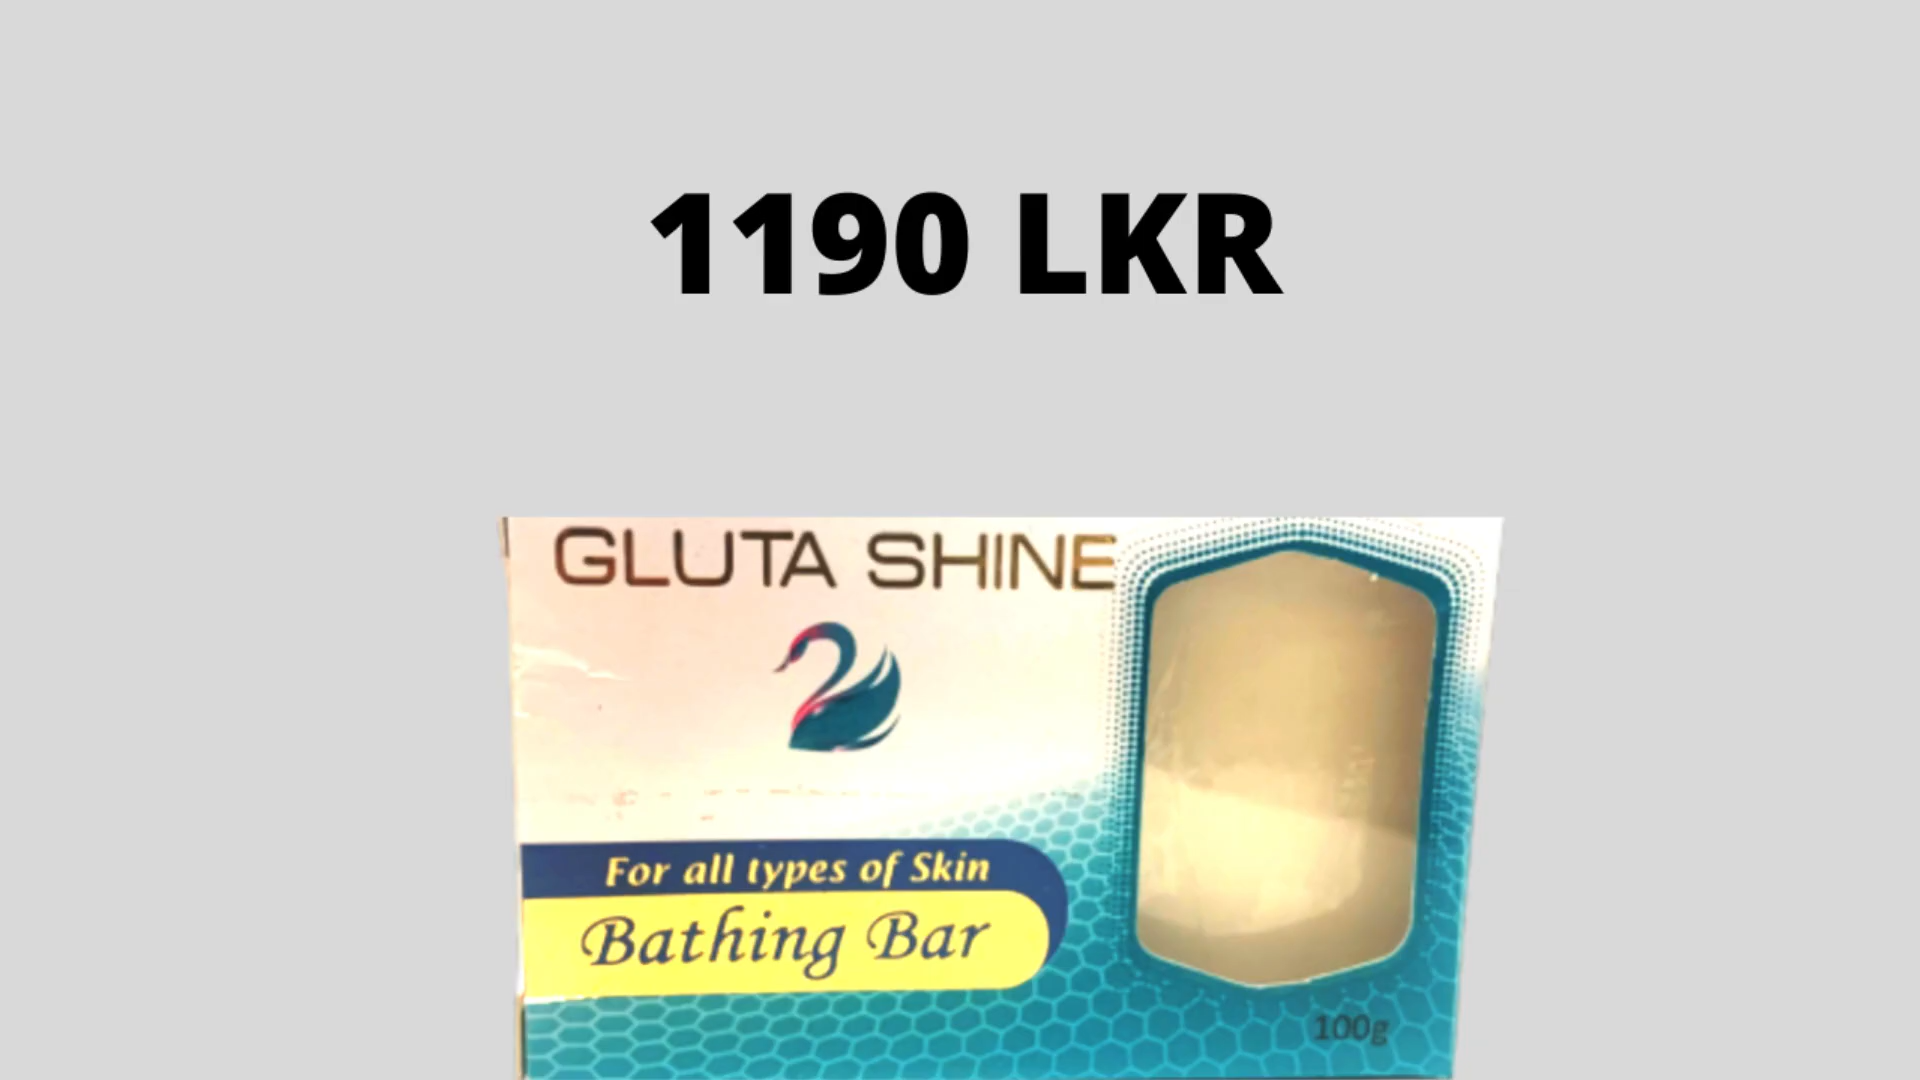 1190 LKR
GLUTA SHINE
For all types of Skin
Bathing Bar
100g